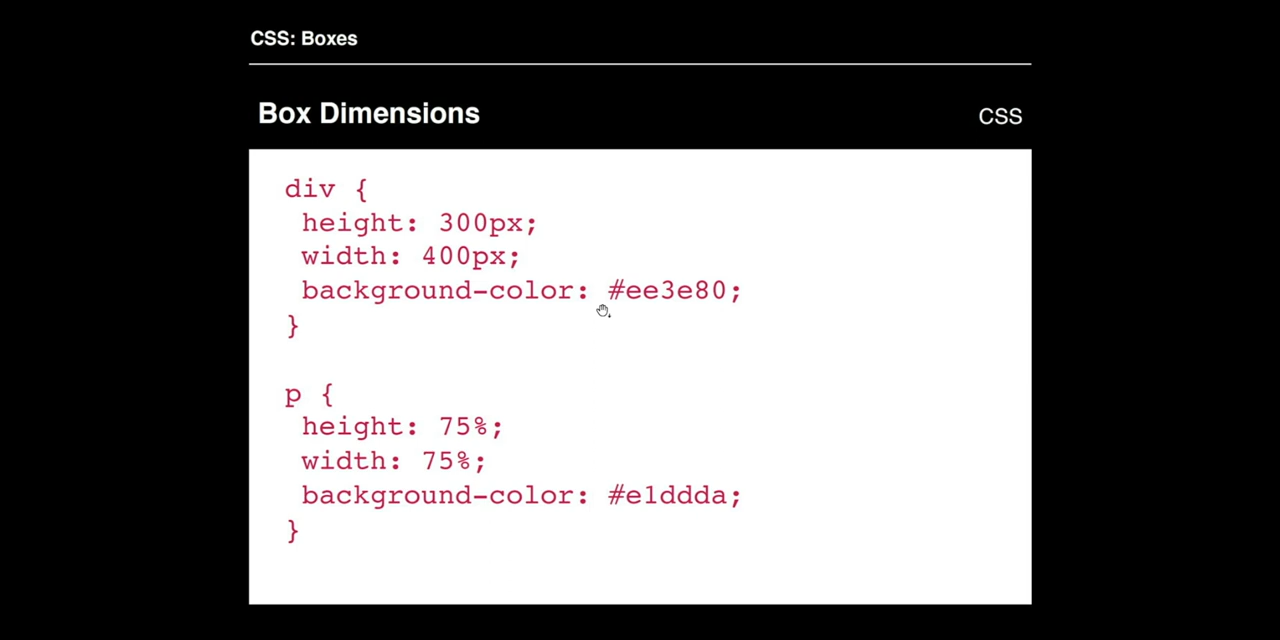 CSS: Boxes
Box Dimensions
CSS
div {
height: 300px;
width: 400px;
background-color: #ee3e80;
}
p {
height: 75%;
width: 75%;
background-color: #e1ddda;
}